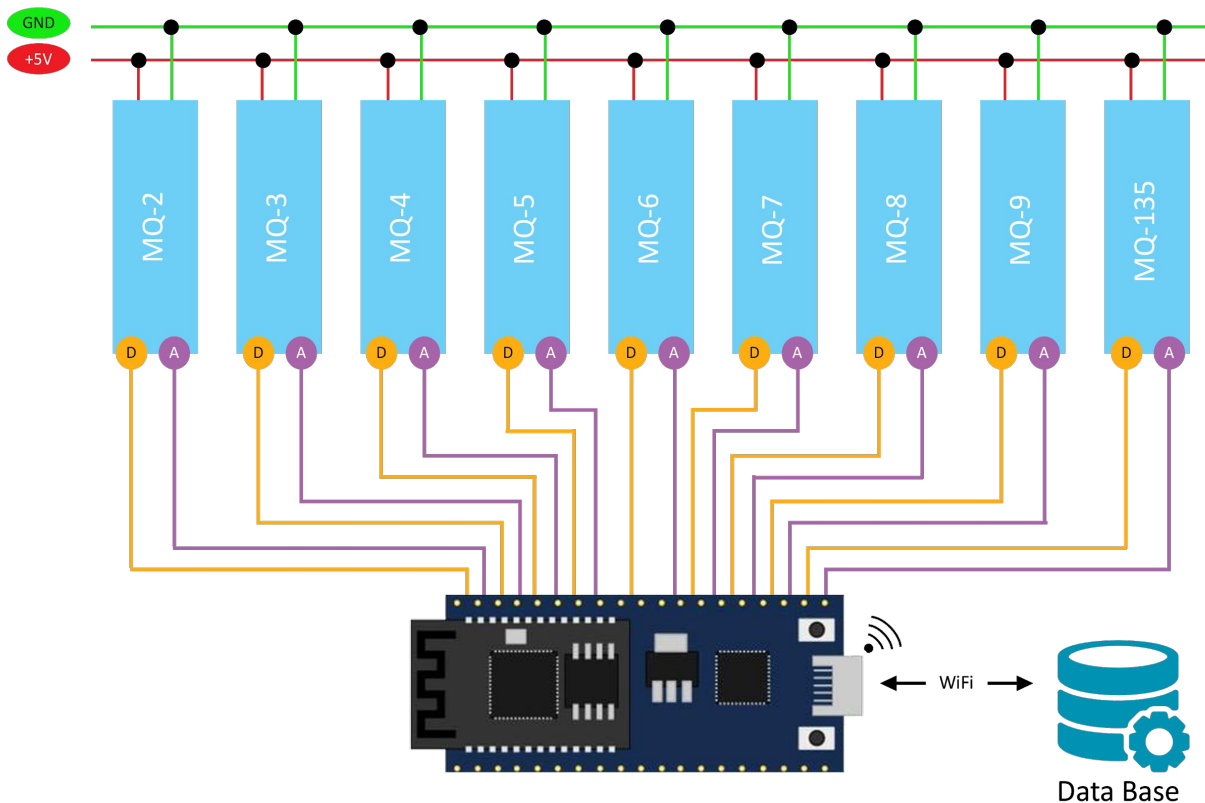 GND
+5V
MQ-2
MQ-3
MQ-4
MQ-5
MQ-6
MQ-7
MQ-8
MQ-9
MQ-135
D A D A D A D A D A D A D A D A D A
WiFi
Data Base